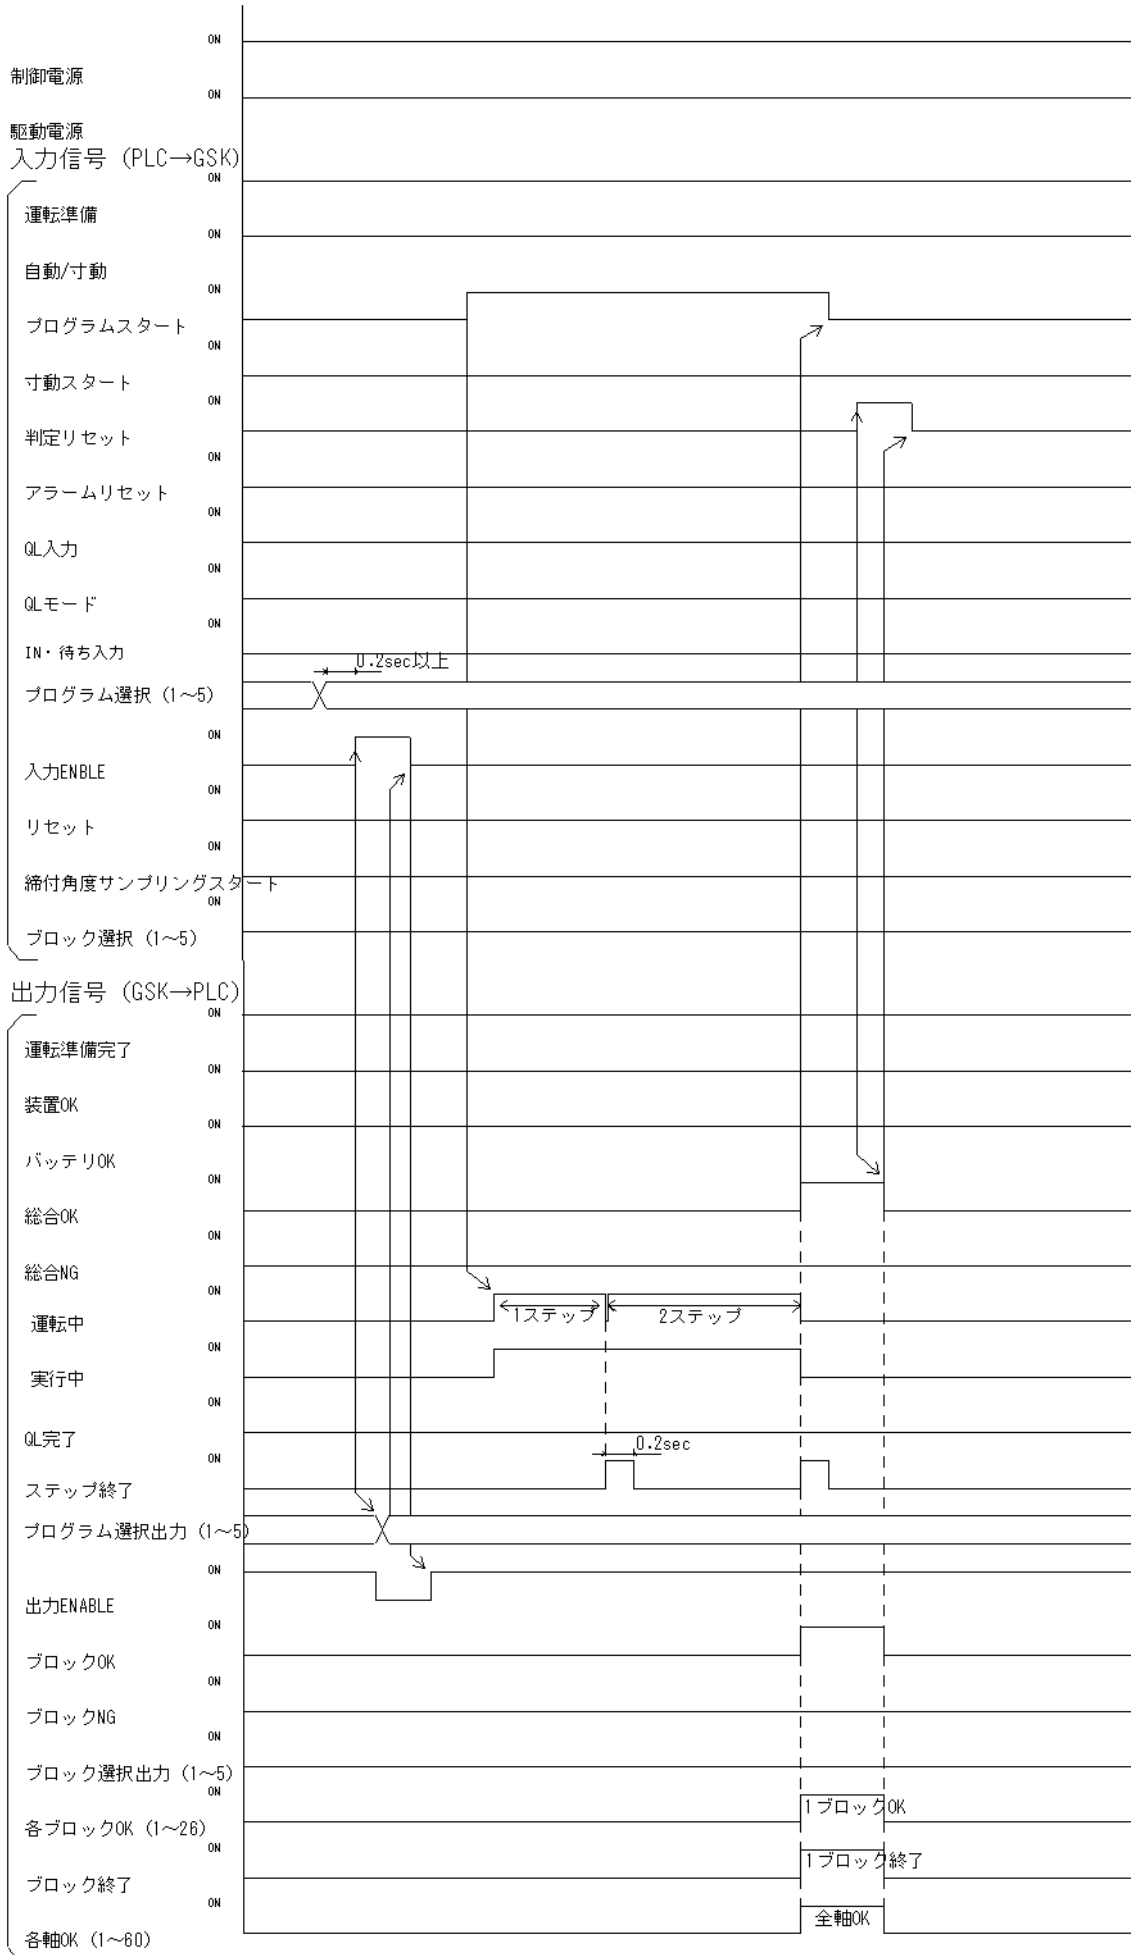 ON
制御電源
ON
駆動電源
入力信号 (PLC→GSK)
ON
運転準備
ON
自動/寸動
ON
プログラムスタート
ON
寸動スタート
ON
判定リセット
ON
アラームリセット
ON
QL入力
ON
QLモード
ON
IN・待ち入力
0.2sec以上
プログラム選択 (1～5)
ON
入力ENBLE
ON
リセット
ON
締付角度サンプリングスタート
ON
ブロック選択 (1～5)
出力信号 (GSK→PLC)
ON
運転準備完了
ON
装置OK
ON
バッテリOK
ON
総合OK
ON
総合NG
ON
1ステップ 2ステップ
運転中
ON
実行中
ON
QL完了
0.2sec
ON
ステップ終了
プログラム選択出力 (1～5)
ON
出力ENABLE
ON
ブロックOK
ON
ブロックNG
ON
ブロック選択出力 (1～5)
ON
1ブロックOK
各ブロックOK (1～26)
ON
1ブロック終了
ブロック終了
ON
全軸OK
各軸OK (1～60)